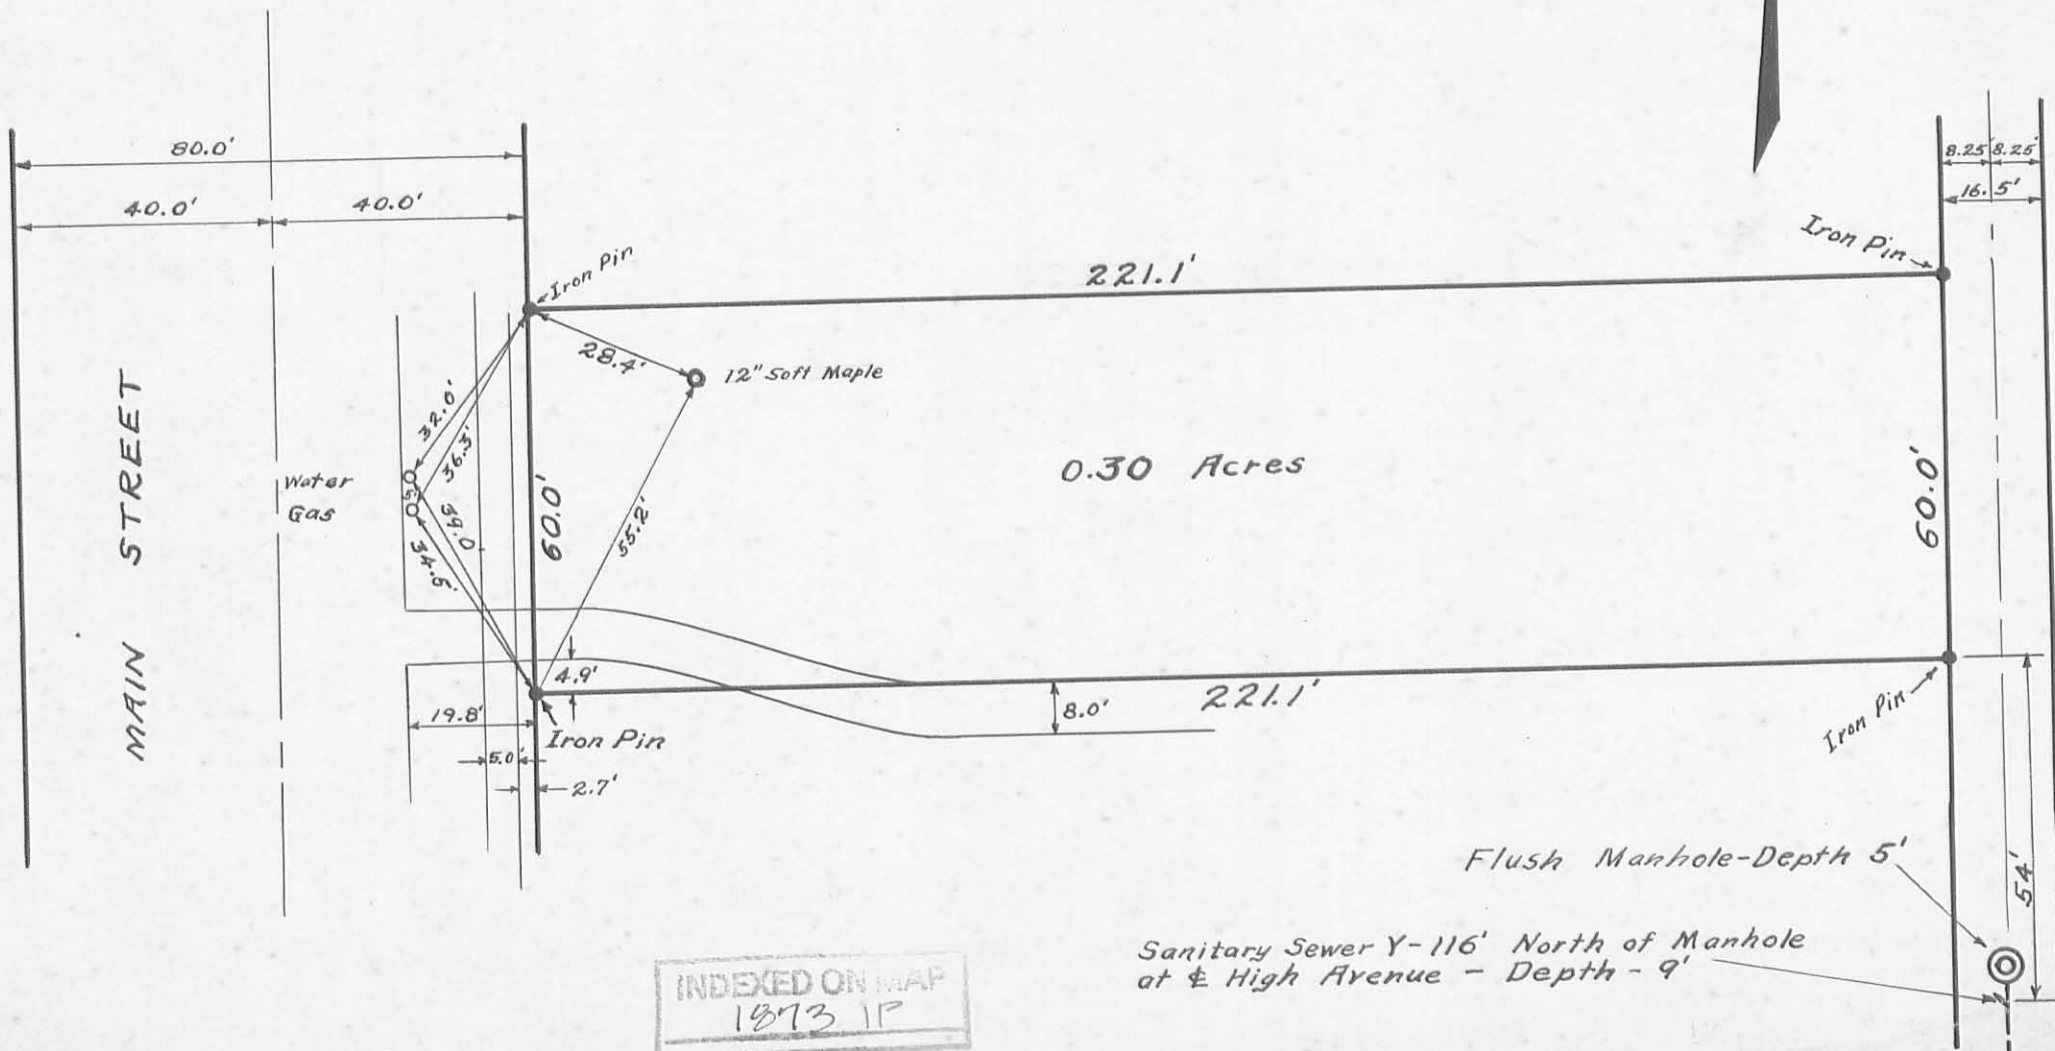 80.0'
40.0'
40.0'
8.25' 8.25'
16.5'
Iron Pin
221.1'
Iron Pin
28.4'
12" Soft Maple
MAIN STREET
32.0'
36.3'
Water
Gas
39.0'
34.6'
60.0'
55.2'
0.30 Acres
60.0'
4.9'
19.8'
Iron Pin
8.0'
221.1'
Iron Pin
5.0'
2.7'
Flush Manhole-Depth 5'
54'
Sanitary Sewer Y-116' North of Manhole
at ℄ High Avenue - Depth - 9'
INDEXED ON MAP
1873 IP